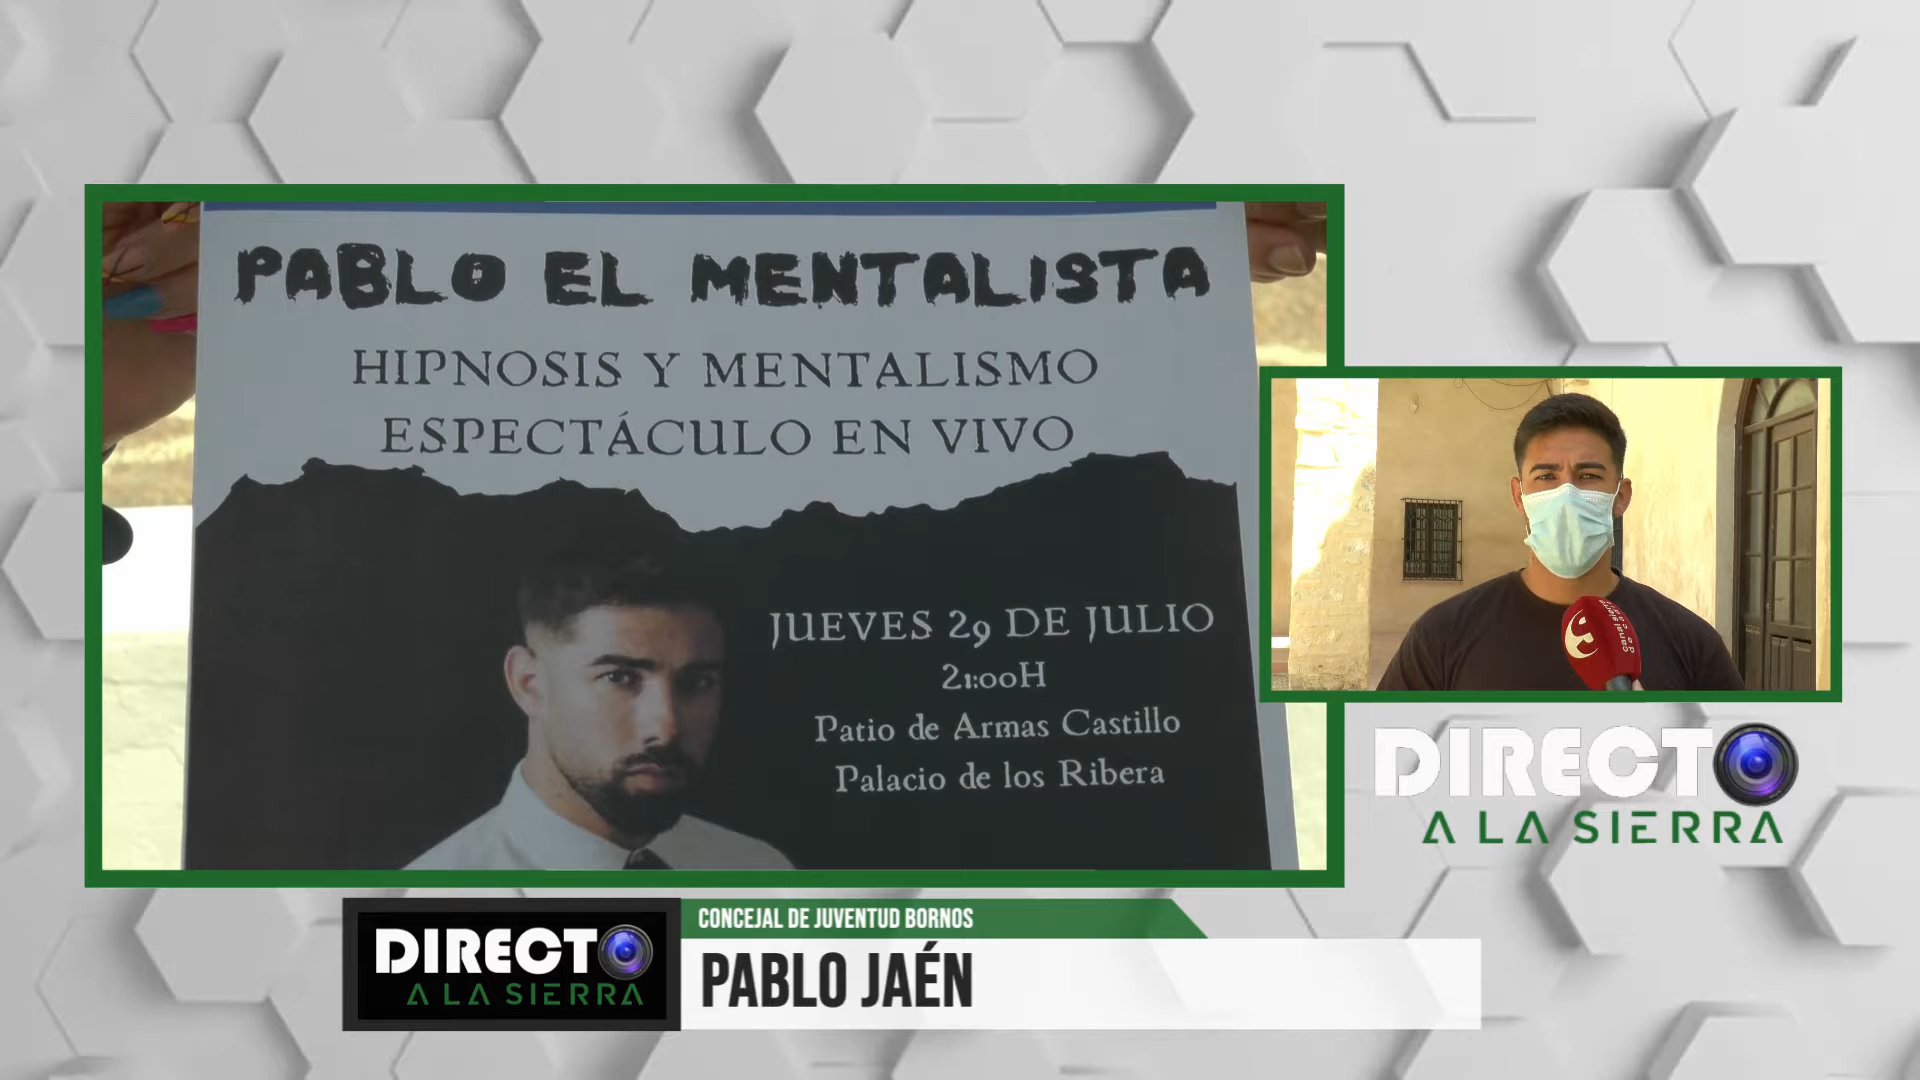 PABLO EL MENTALISTA
HIPNOSIS Y MENTALISMO
ESPECTÁCULO EN VIVO
JUEVES 29 DE JULIO
21:00H
Patio de Armas Castillo
Palacio de los Ribera
DIRECTO
A LA SIERRA
CONCEJAL DE JUVENTUD BORNOS
PABLO JAÉN
DIRECTO
A LA SIERRA